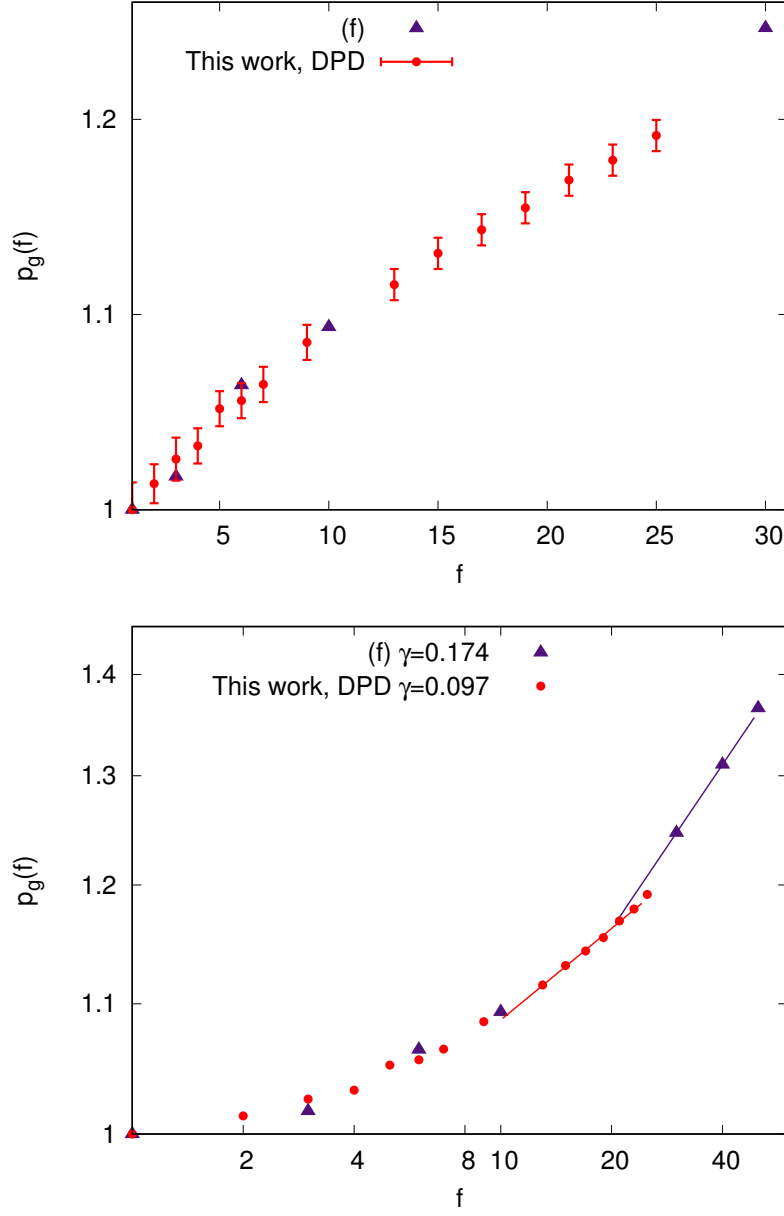 (f)
This work, DPD
1.2
1.1
1
p_g(f)
5 10 15 20 25 30
f
(f) γ=0.174
This work, DPD γ=0.097
1.4
1.3
1.2
1.1
1
p_g(f)
2 4 8 10 20 40
f